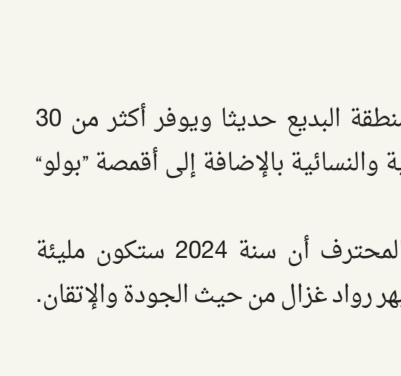 منطقة البديع حديثا ويوفر أكثر من 30
والنسائية بالإضافة إلى أقمصة ”بولو“
المحترف أن سنة 2024 ستكون مليئة
رواد غزال من حيث الجودة والإتقان.